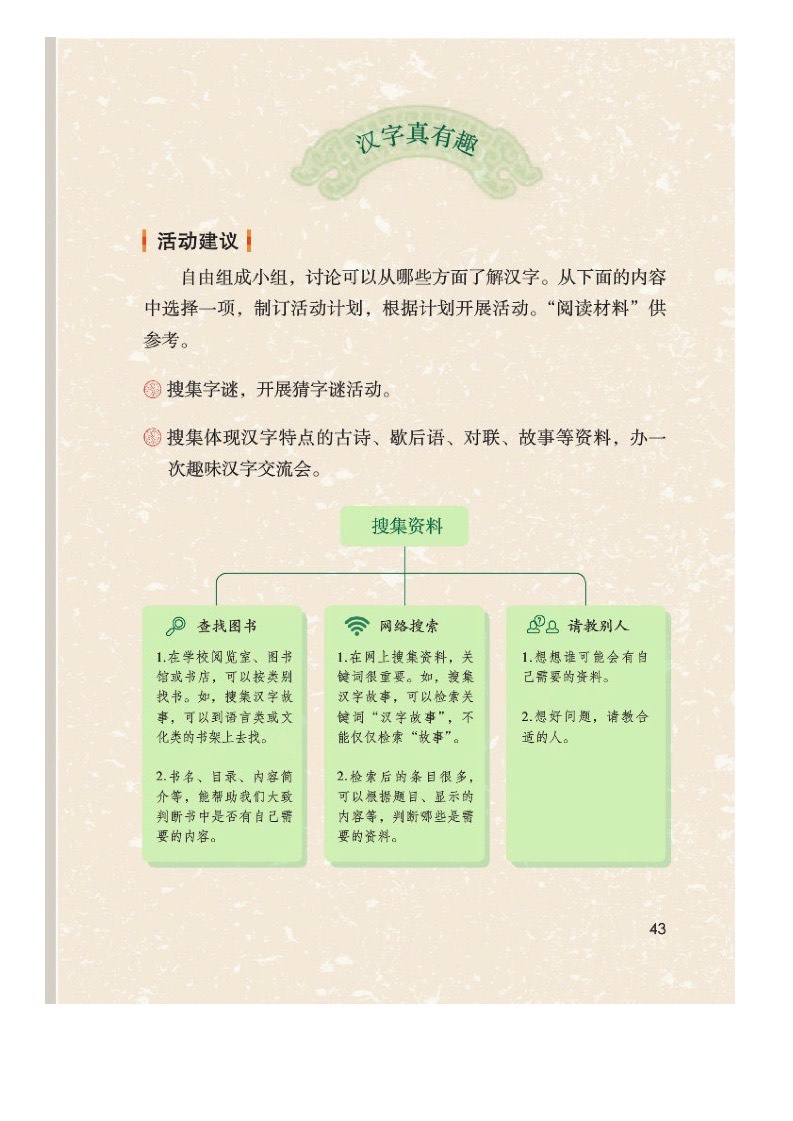 汉字真有趣
活动建议
自由组成小组，讨论可以从哪些方面了解汉字。从下面的内容
中选择一项，制订活动计划，根据计划开展活动。“阅读材料”供
参考。
搜集字谜，开展猜字谜活动。
搜集体现汉字特点的古诗、歇后语、对联、故事等资料，办一
次趣味汉字交流会。
搜集资料
查找图书
1.在学校阅览室、图书
馆或书店，可以按类别
找书。如，搜集汉字故
事，可以到语言类或文
化类的书架上去找。
2.书名、目录、内容简
介等，能帮助我们大致
判断书中是否有自己需
要的内容。
网络搜索
1.在网上搜集资料，关
键词很重要。如，搜集
汉字故事，可以检索关
键词“汉字故事”，不
能仅仅检索“故事”。
2.检索后的条目很多，
可以根据题目、显示的
内容等，判断哪些是需
要的资料。
请教别人
1.想想谁可能会有自
己需要的资料。
2.想好问题，请教合
适的人。
43